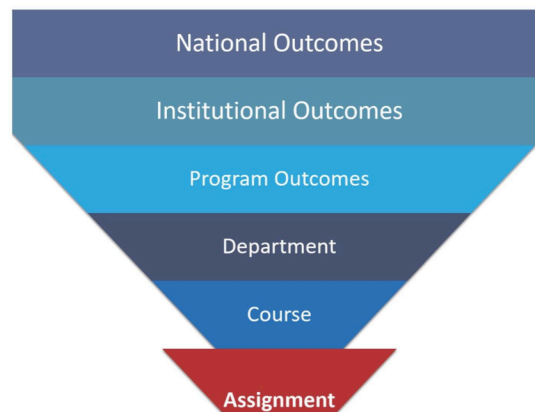 National Outcomes
Institutional Outcomes
Program Outcomes
Department
Course
Assignment